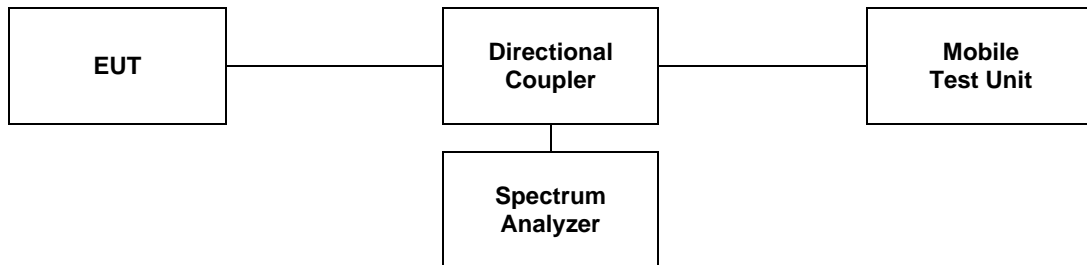 EUT
Directional
Coupler
Mobile
Test Unit
Spectrum
Analyzer